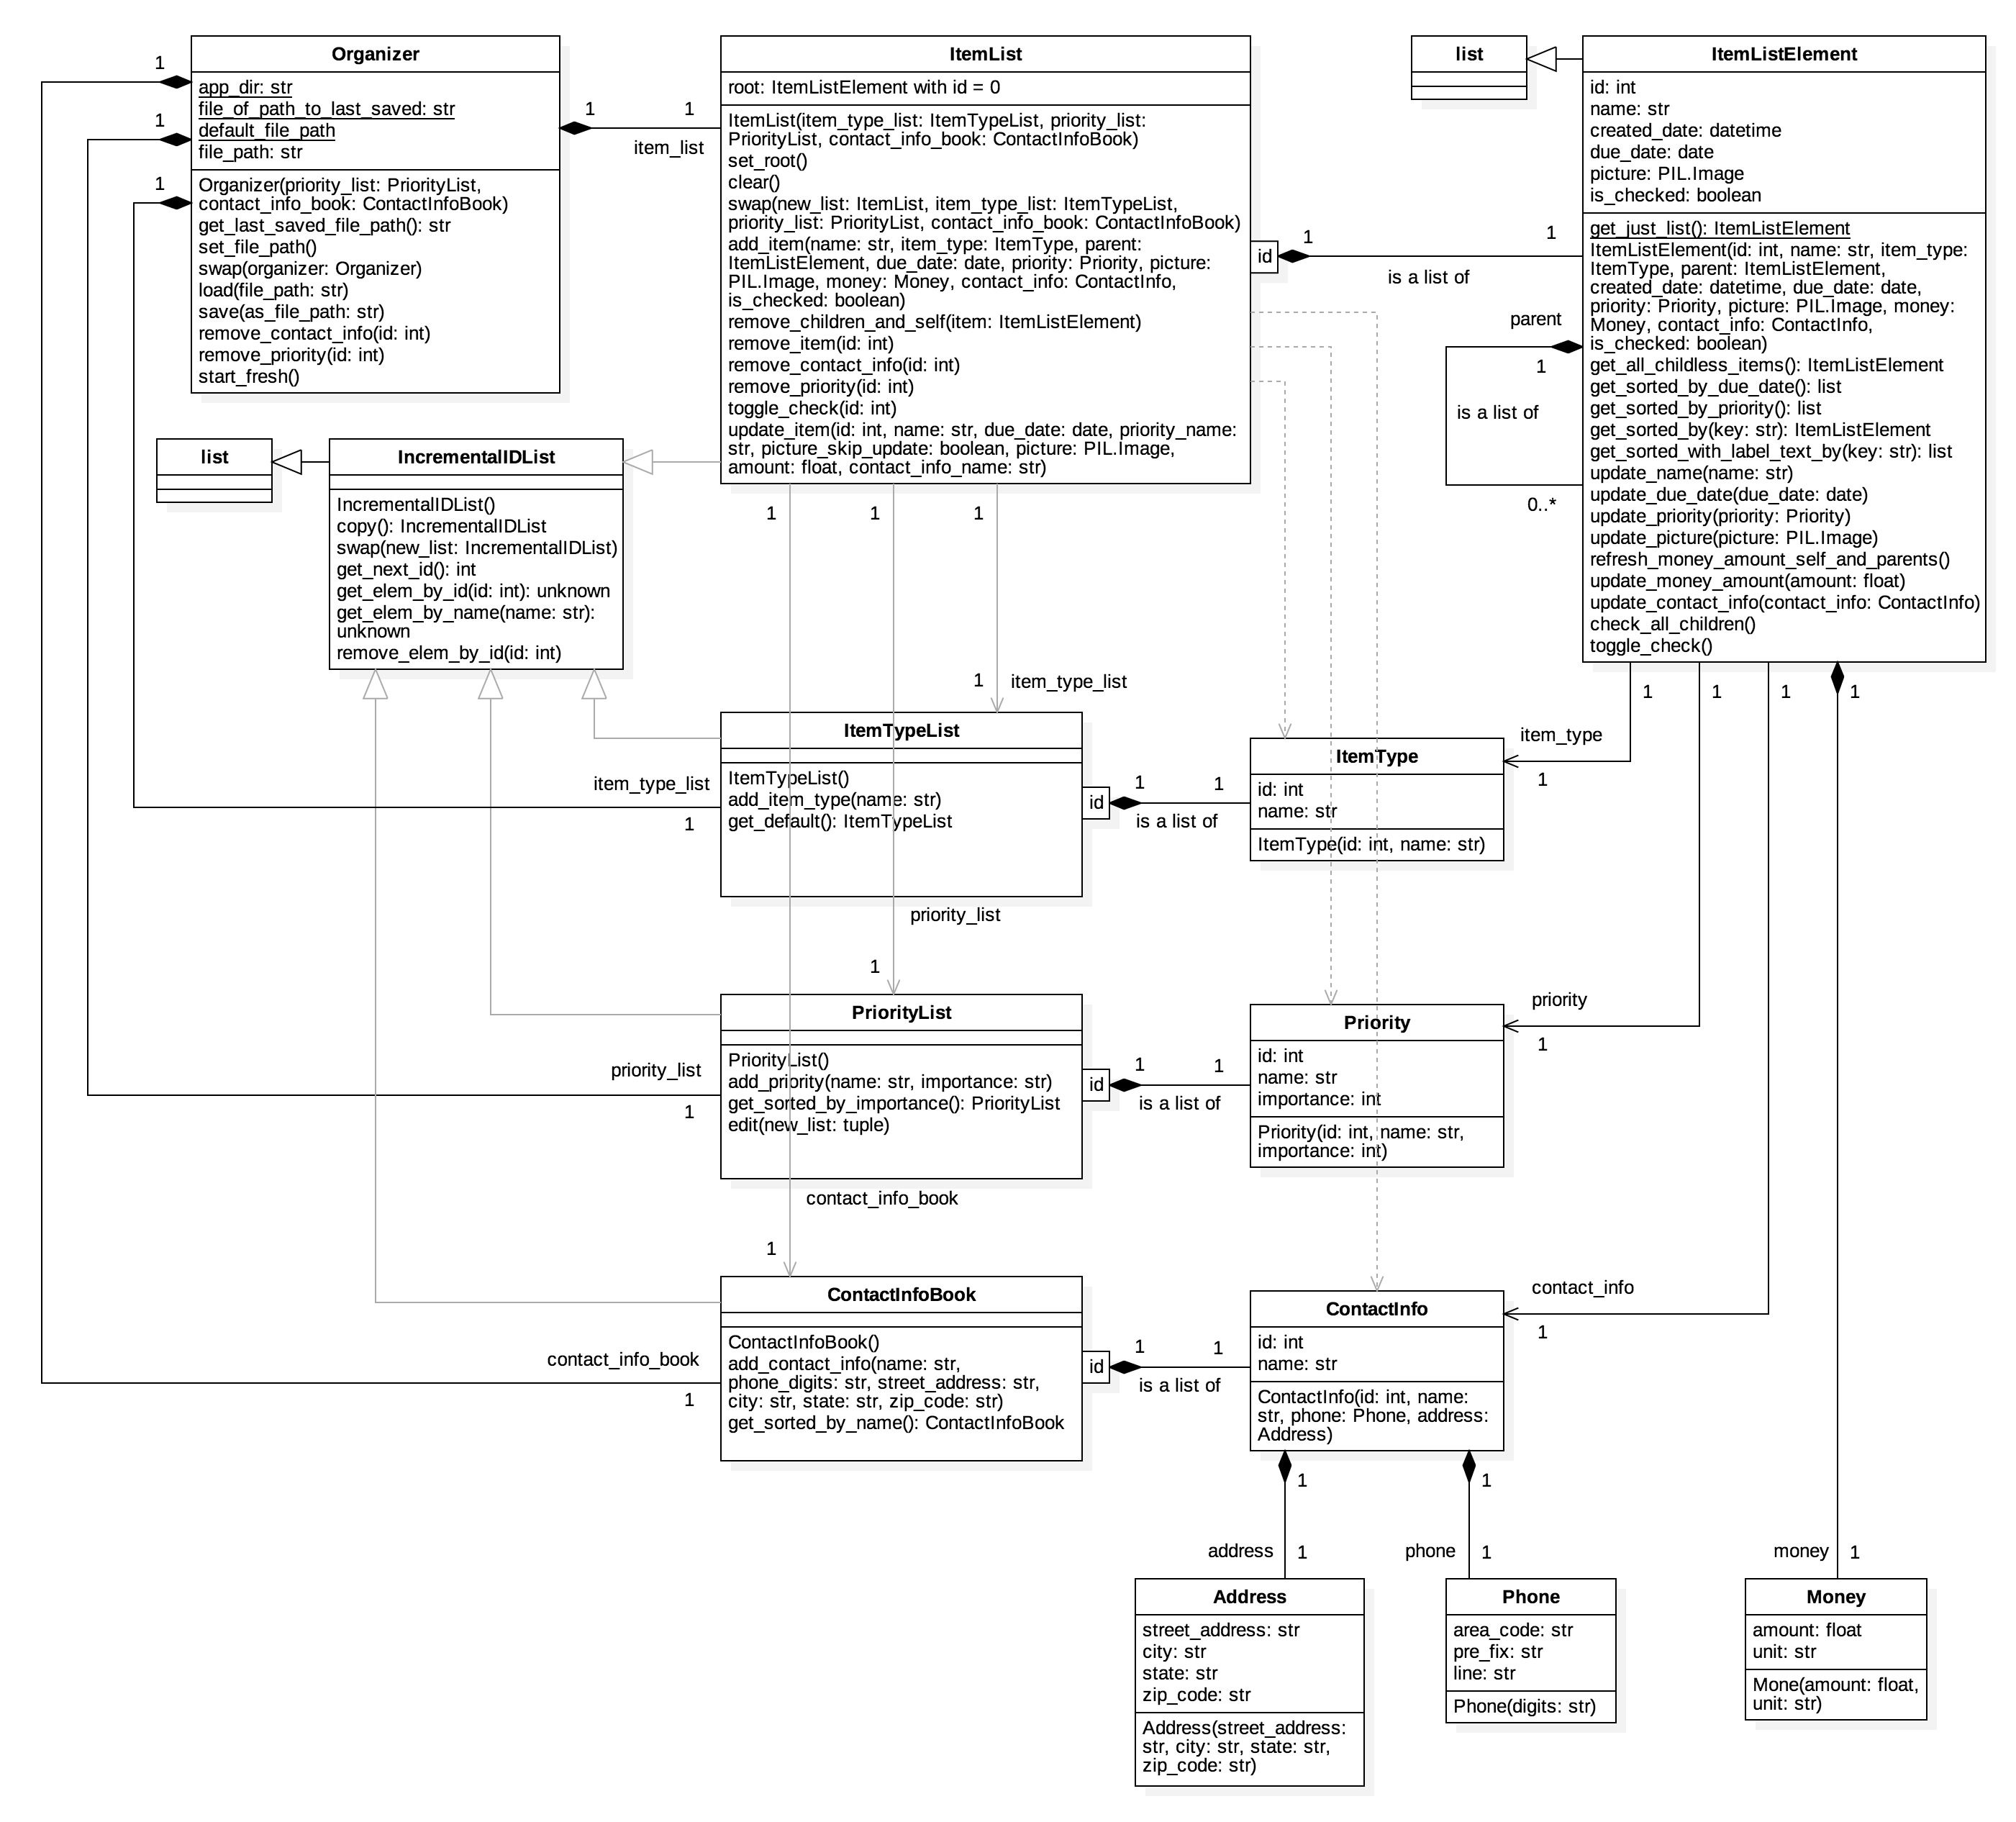 Organizer
app_dir: str
file_of_path_to_last_saved: str
default_file_path
file_path: str
Organizer(priority_list: PriorityList,
contact_info_book: ContactInfoBook)
get_last_saved_file_path(): str
set_file_path()
swap(organizer: Organizer)
load(file_path: str)
save(as_file_path: str)
remove_contact_info(id: int)
remove_priority(id: int)
start_fresh()
1
1
1
1
1
item_list
ItemList
root: ItemListElement with id = 0
ItemList(item_type_list: ItemTypeList, priority_list:
PriorityList, contact_info_book: ContactInfoBook)
set_root()
clear()
swap(new_list: ItemList, item_type_list: ItemTypeList,
priority_list: PriorityList, contact_info_book: ContactInfoBook)
add_item(name: str, item_type: ItemType, parent:
ItemListElement, due_date: date, priority: Priority, picture:
PIL.Image, money: Money, contact_info: ContactInfo,
is_checked: boolean)
remove_children_and_self(item: ItemListElement)
remove_item(id: int)
remove_contact_info(id: int)
remove_priority(id: int)
toggle_check(id: int)
update_item(id: int, name: str, due_date: date, priority_name:
str, picture_skip_update: boolean, picture: PIL.Image,
amount: float, contact_info_name: str)
id
1
1
is a list of
list
ItemListElement
id: int
name: str
created_date: datetime
due_date: date
picture: PIL.Image
is_checked: boolean
get_just_list(): ItemListElement
ItemListElement(id: int, name: str, item_type:
ItemType, parent: ItemListElement,
created_date: datetime, due_date: date,
priority: Priority, picture: PIL.Image, money:
Money, contact_info: ContactInfo,
is_checked: boolean)
get_all_childless_items(): ItemListElement
get_sorted_by_due_date(): list
get_sorted_by_priority(): list
get_sorted_by(key: str): ItemListElement
get_sorted_with_label_text_by(key: str): list
update_name(name: str)
update_due_date(due_date: date)
update_priority(priority: Priority)
update_picture(picture: PIL.Image)
refresh_money_amount_self_and_parents()
update_money_amount(amount: float)
update_contact_info(contact_info: ContactInfo)
check_all_children()
toggle_check()
parent
1
is a list of
0..*
list
IncrementalIDList
IncrementalIDList()
copy(): IncrementalIDList
swap(new_list: IncrementalIDList)
get_next_id(): int
get_elem_by_id(id: int): unknown
get_elem_by_name(name: str):
unknown
remove_elem_by_id(id: int)
1
1
1
1
item_type_list
1
1
1
1
ItemTypeList
ItemTypeList()
add_item_type(name: str)
get_default(): ItemTypeList
item_type_list
1
id
1
1
is a list of
ItemType
id: int
name: str
ItemType(id: int, name: str)
item_type
1
priority_list
1
PriorityList
PriorityList()
add_priority(name: str, importance: str)
get_sorted_by_importance(): PriorityList
edit(new_list: tuple)
priority_list
1
id
1
1
is a list of
Priority
id: int
name: str
importance: int
Priority(id: int, name: str,
importance: int)
priority
1
contact_info_book
1
ContactInfoBook
ContactInfoBook()
add_contact_info(name: str,
phone_digits: str, street_address: str,
city: str, state: str, zip_code: str)
get_sorted_by_name(): ContactInfoBook
contact_info_book
1
id
1
1
is a list of
ContactInfo
id: int
name: str
ContactInfo(id: int, name:
str, phone: Phone, address:
Address)
contact_info
1
1
1
address
1
phone
1
money
1
Address
street_address: str
city: str
state: str
zip_code: str
Address(street_address:
str, city: str, state: str,
zip_code: str)
Phone
area_code: str
pre_fix: str
line: str
Phone(digits: str)
Money
amount: float
unit: str
Mone(amount: float,
unit: str)